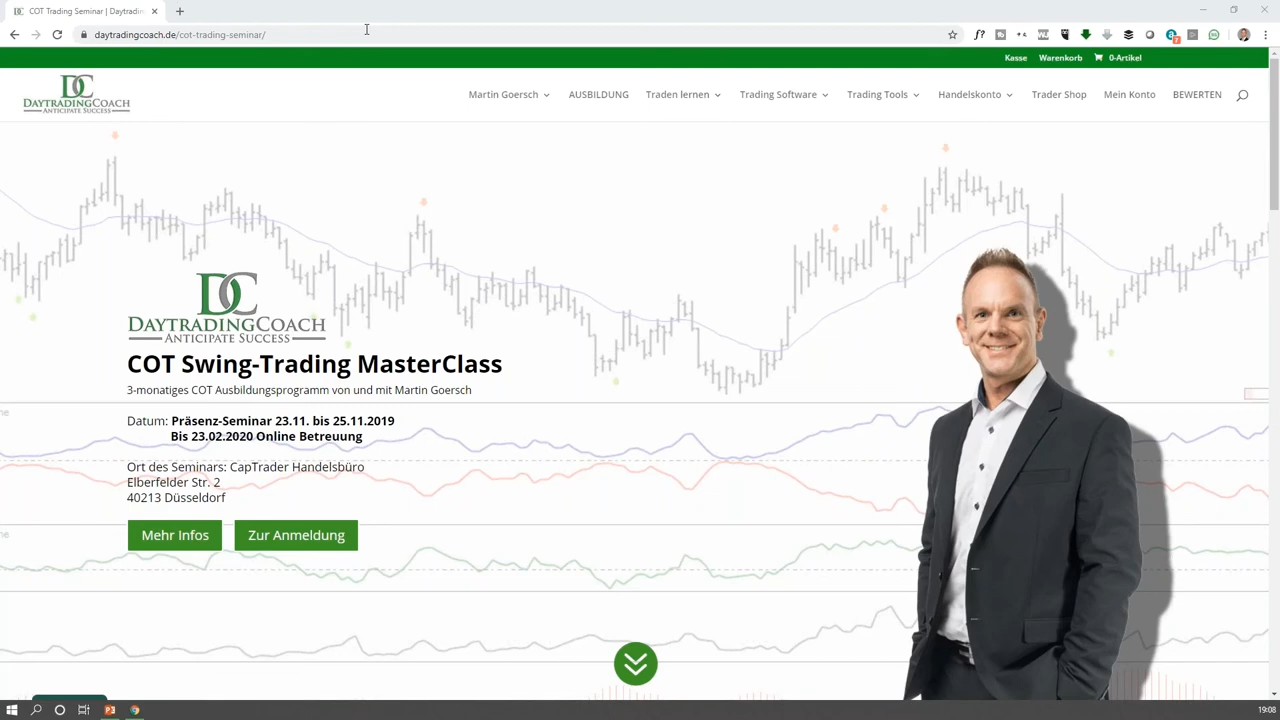 COT Trading Seminar | Daytradin
daytradingcoach.de/cot-trading-seminar/
Kasse Warenkorb 0-Artikel
DC
DAYTRADINGCOACH
ANTICIPATE SUCCESS
Martin Goersch AUSBILDUNG Traden lernen Trading Software Trading Tools Handelskonto Trader Shop Mein Konto BEWERTEN
DC
DAYTRADINGCOACH
ANTICIPATE SUCCESS
COT Swing-Trading MasterClass
3-monatiges COT Ausbildungsprogramm von und mit Martin Goersch
Datum: Präsenz-Seminar 23.11. bis 25.11.2019
Bis 23.02.2020 Online Betreuung
Ort des Seminars: CapTrader Handelsbüro
Elberfelder Str. 2
40213 Düsseldorf
Mehr Infos Zur Anmeldung
19:08